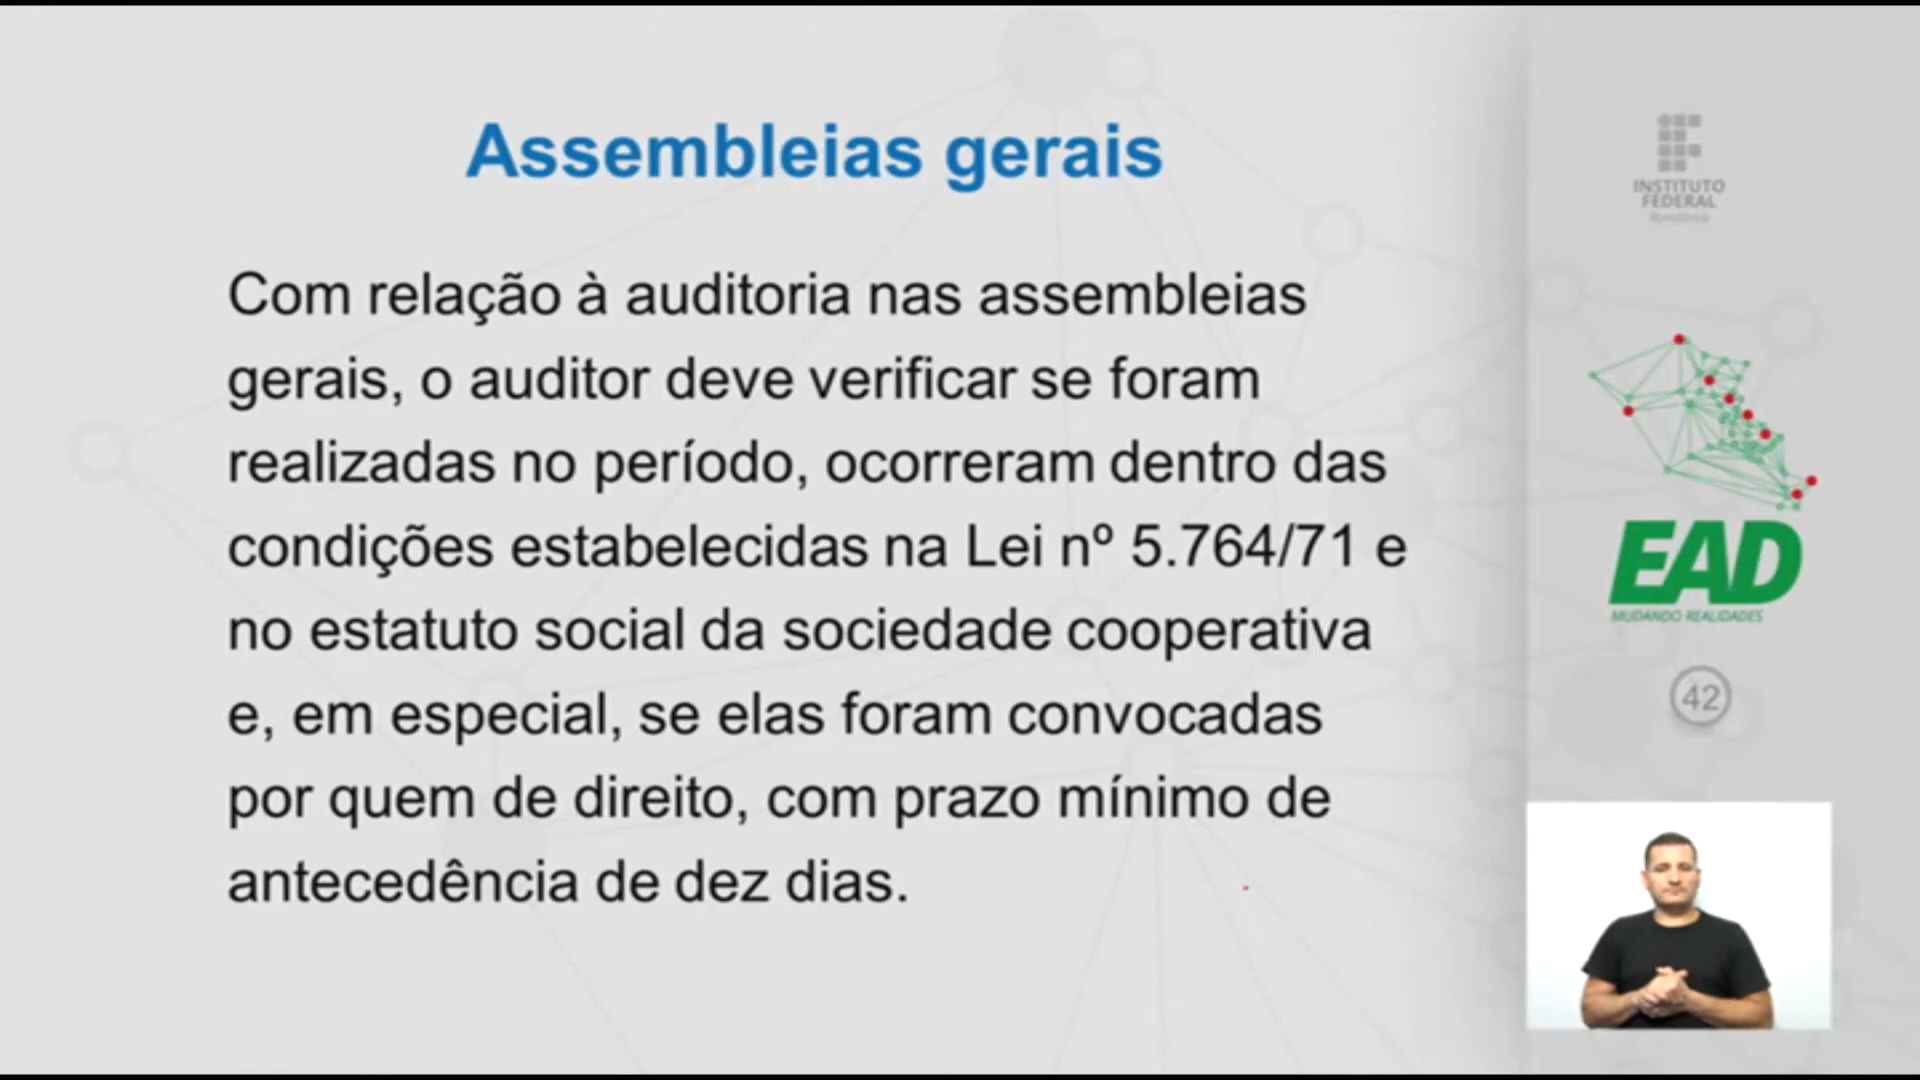 Assembleias gerais
Com relação à auditoria nas assembleias
gerais, o auditor deve verificar se foram
realizadas no período, ocorreram dentro das
condições estabelecidas na Lei nº 5.764/71 e
no estatuto social da sociedade cooperativa
e, em especial, se elas foram convocadas
por quem de direito, com prazo mínimo de
antecedência de dez dias.
INSTITUTO
FEDERAL
Rondônia
EAD
MUDANDO REALIDADES
42